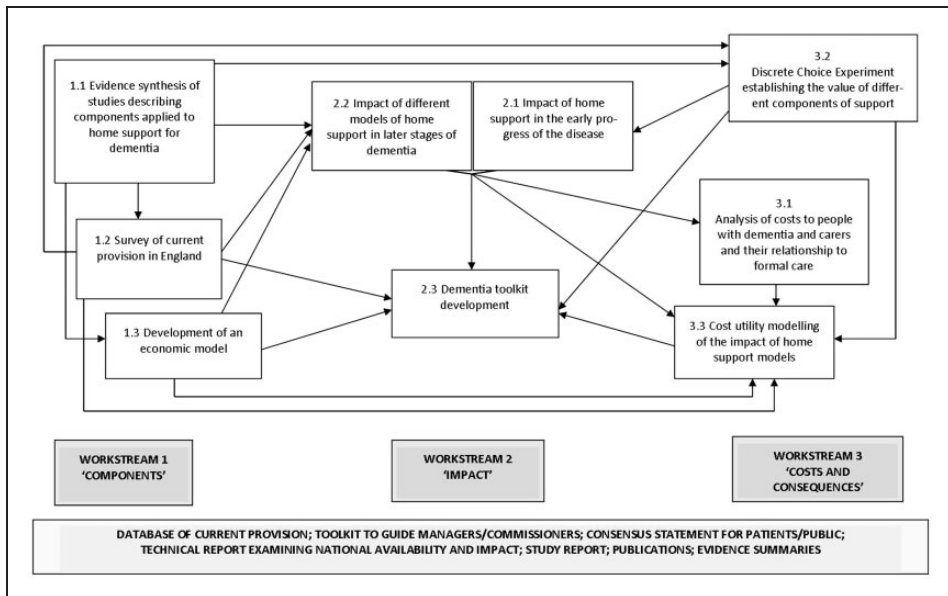 1.1 Evidence synthesis of
studies describing
components applied to
home support for
dementia
1.2 Survey of current
provision in England
1.3 Development of an
economic model
2.2 Impact of different
models of home
support in later stages of
dementia
2.1 Impact of home
support in the early pro-
gress of the disease
2.3 Dementia toolkit
development
3.2
Discrete Choice Experiment
establishing the value of differ-
ent components of support
3.1
Analysis of costs to people
with dementia and carers
and their relationship to
formal care
3.3 Cost utility modelling
of the impact of home
support models
WORKSTREAM 1
‘COMPONENTS’
WORKSTREAM 2
‘IMPACT’
WORKSTREAM 3
‘COSTS AND
CONSEQUENCES’
DATABASE OF CURRENT PROVISION; TOOLKIT TO GUIDE MANAGERS/COMMISSIONERS; CONSENSUS STATEMENT FOR PATIENTS/PUBLIC;
TECHNICAL REPORT EXAMINING NATIONAL AVAILABILITY AND IMPACT; STUDY REPORT; PUBLICATIONS; EVIDENCE SUMMARIES